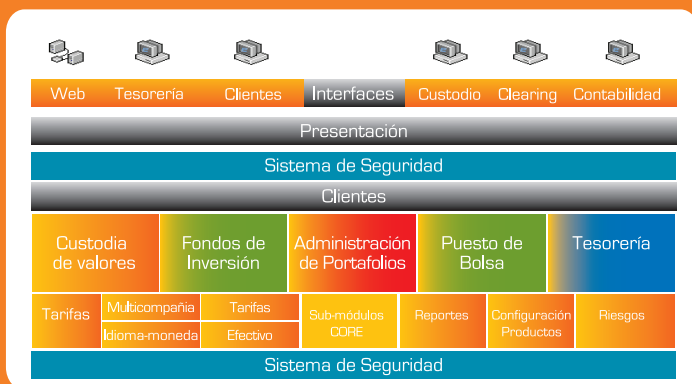 Web Tesorería Clientes Interfaces Custodio Clearing Contabilidad
Presentación
Sistema de Seguridad
Clientes
Custodia de valores
Fondos de Inversión
Administración de Portafolios
Puesto de Bolsa
Tesorería
Tarifas
Multicompañia
Idioma-moneda
Tarifas
Efectivo
Sub-módulos CORE
Reportes
Configuración Productos
Riesgos
Sistema de Seguridad